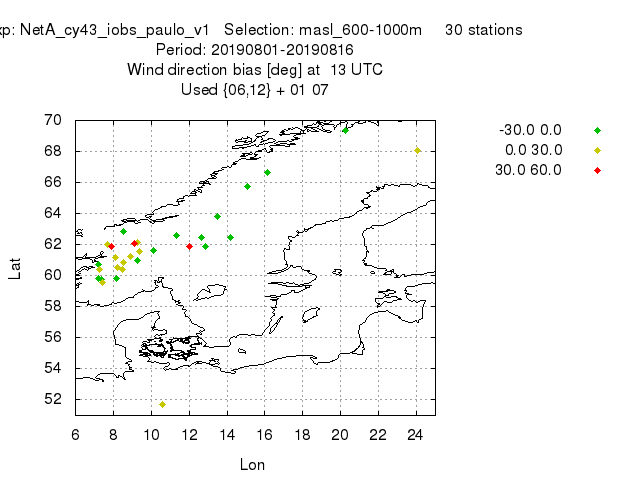 xp: NetA_cy43_iobs_paulo_v1 Selection: masl_600-1000m 30 stations
Period: 20190801-20190816
Wind direction bias [deg] at 13 UTC
Used {06,12} + 01 07
-30.0 0.0
0.0 30.0
30.0 60.0
70
68
66
64
62
60
58
56
54
52
Lat
6 8 10 12 14 16 18 20 22 24
Lon